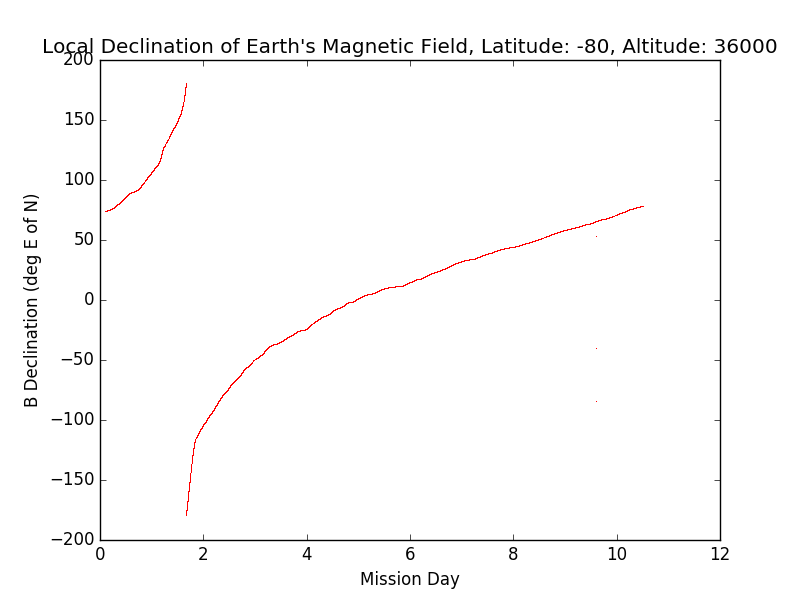 Local Declination of Earth's Magnetic Field, Latitude: -80, Altitude: 36000
200
150
100
50
0
−50
−100
−150
−200
B Declination (deg E of N)
0 2 4 6 8 10 12
Mission Day